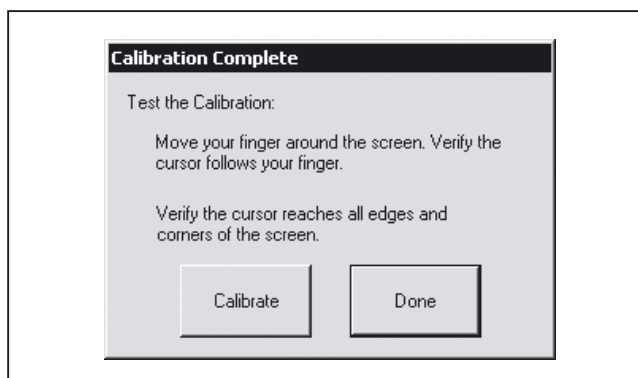 Calibration Complete
Test the Calibration:
Move your finger around the screen. Verify the
cursor follows your finger.
Verify the cursor reaches all edges and
corners of the screen.
Calibrate
Done